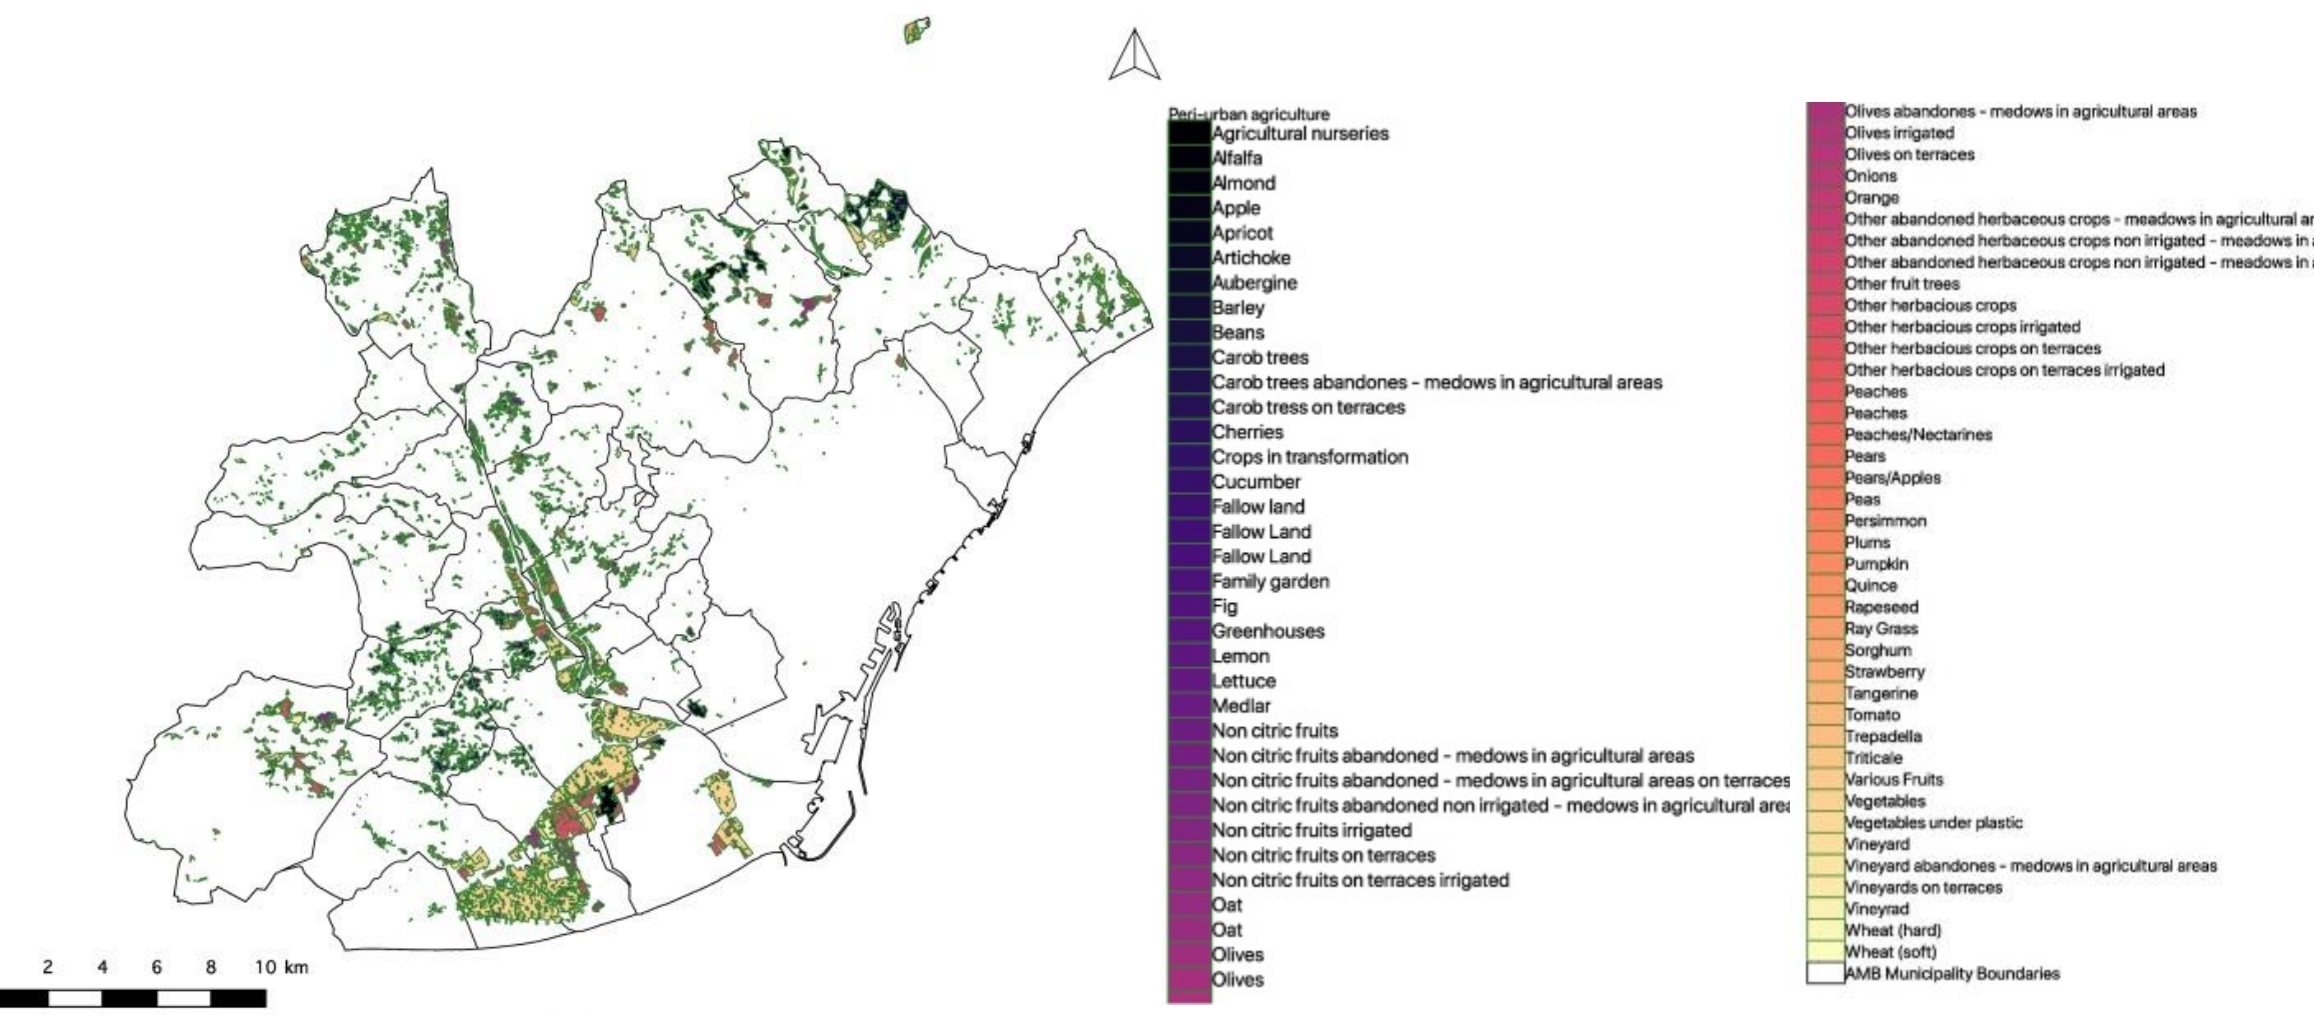 Peri-urban agriculture
Agricultural nurseries
Alfalfa
Almond
Apple
Apricot
Artichoke
Aubergine
Barley
Beans
Carob trees
Carob trees abandones - medows in agricultural areas
Carob tress on terraces
Cherries
Crops in transformation
Cucumber
Fallow land
Fallow Land
Fallow Land
Family garden
Fig
Greenhouses
Lemon
Lettuce
Medlar
Non citric fruits
Non citric fruits abandoned - medows in agricultural areas
Non citric fruits abandoned - medows in agricultural areas on terraces
Non citric fruits abandoned non irrigated - medows in agricultural area
Non citric fruits irrigated
Non citric fruits on terraces
Non citric fruits on terraces irrigated
Oat
Oat
Olives
Olives
Olives abandones - medows in agricultural areas
Olives irrigated
Olives on terraces
Onions
Orange
Other abandoned herbaceous crops - meadows in agricultural ar
Other abandoned herbaceous crops non irrigated - meadows in
Other abandoned herbaceous crops non irrigated - meadows in
Other fruit trees
Other herbacious crops
Other herbacious crops irrigated
Other herbacious crops on terraces
Other herbacious crops on terraces irrigated
Peaches
Peaches
Peaches/Nectarines
Pears
Pears/Apples
Peas
Persimmon
Plums
Pumpkin
Quince
Rapeseed
Ray Grass
Sorghum
Strawberry
Tangerine
Tomato
Trepadella
Triticale
Various Fruits
Vegetables
Vegetables under plastic
Vineyard
Vineyard abandones - medows in agricultural areas
Vineyards on terraces
Vineyrad
Wheat (hard)
Wheat (soft)
AMB Municipality Boundaries
2 4 6 8 10 km